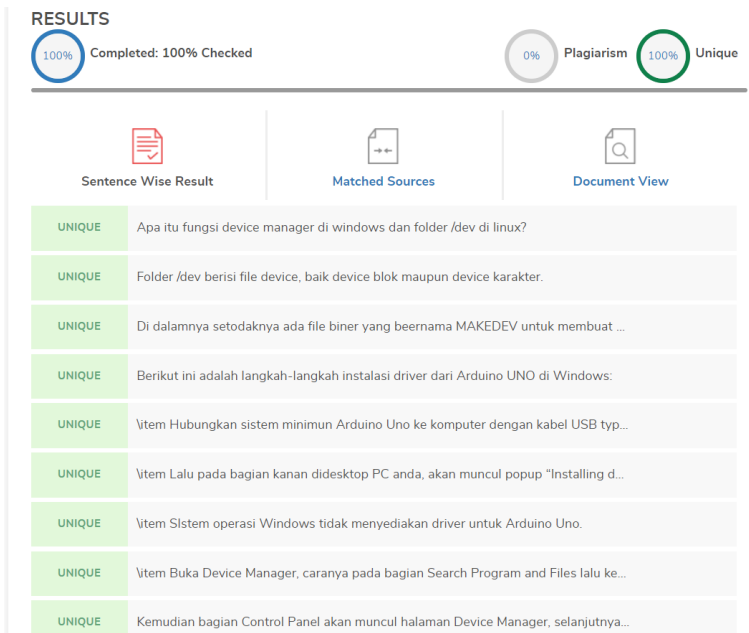 RESULTS
100% Completed: 100% Checked 0% Plagiarism 100% Unique
Sentence Wise Result Matched Sources Document View
UNIQUE Apa itu fungsi device manager di windows dan folder /dev di linux?
UNIQUE Folder /dev berisi file device, baik device blok maupun device karakter.
UNIQUE Di dalamnya setodaknya ada file biner yang beernama MAKEDEV untuk membuat ...
UNIQUE Berikut ini adalah langkah-langkah instalasi driver dari Arduino UNO di Windows:
UNIQUE \item Hubungkan sistem minimun Arduino Uno ke komputer dengan kabel USB typ...
UNIQUE \item Lalu pada bagian kanan didesktop PC anda, akan muncul popup “Installing d...
UNIQUE \item SIstem operasi Windows tidak menyediakan driver untuk Arduino Uno.
UNIQUE \item Buka Device Manager, caranya pada bagian Search Program and Files lalu ke...
UNIQUE Kemudian bagian Control Panel akan muncul halaman Device Manager, selanjutnya...